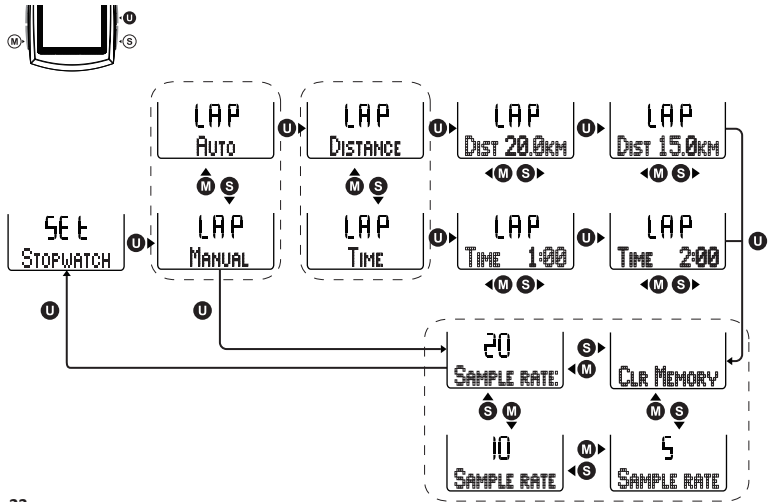 U
M
S
LAP
Auto
M S
LAP
Manual
U
LAP
Distance
M S
LAP
Time
U
LAP
Dist 20.0km
M S
U
LAP
Dist 15.0km
M S
SEt
Stopwatch
U
U
LAP
Time 1:00
M S
U
LAP
Time 2:00
M S
U
U
U
20
Sample rate:
S
M
Clr Memory
S M
M S
10
Sample rate
M
S
5
Sample rate